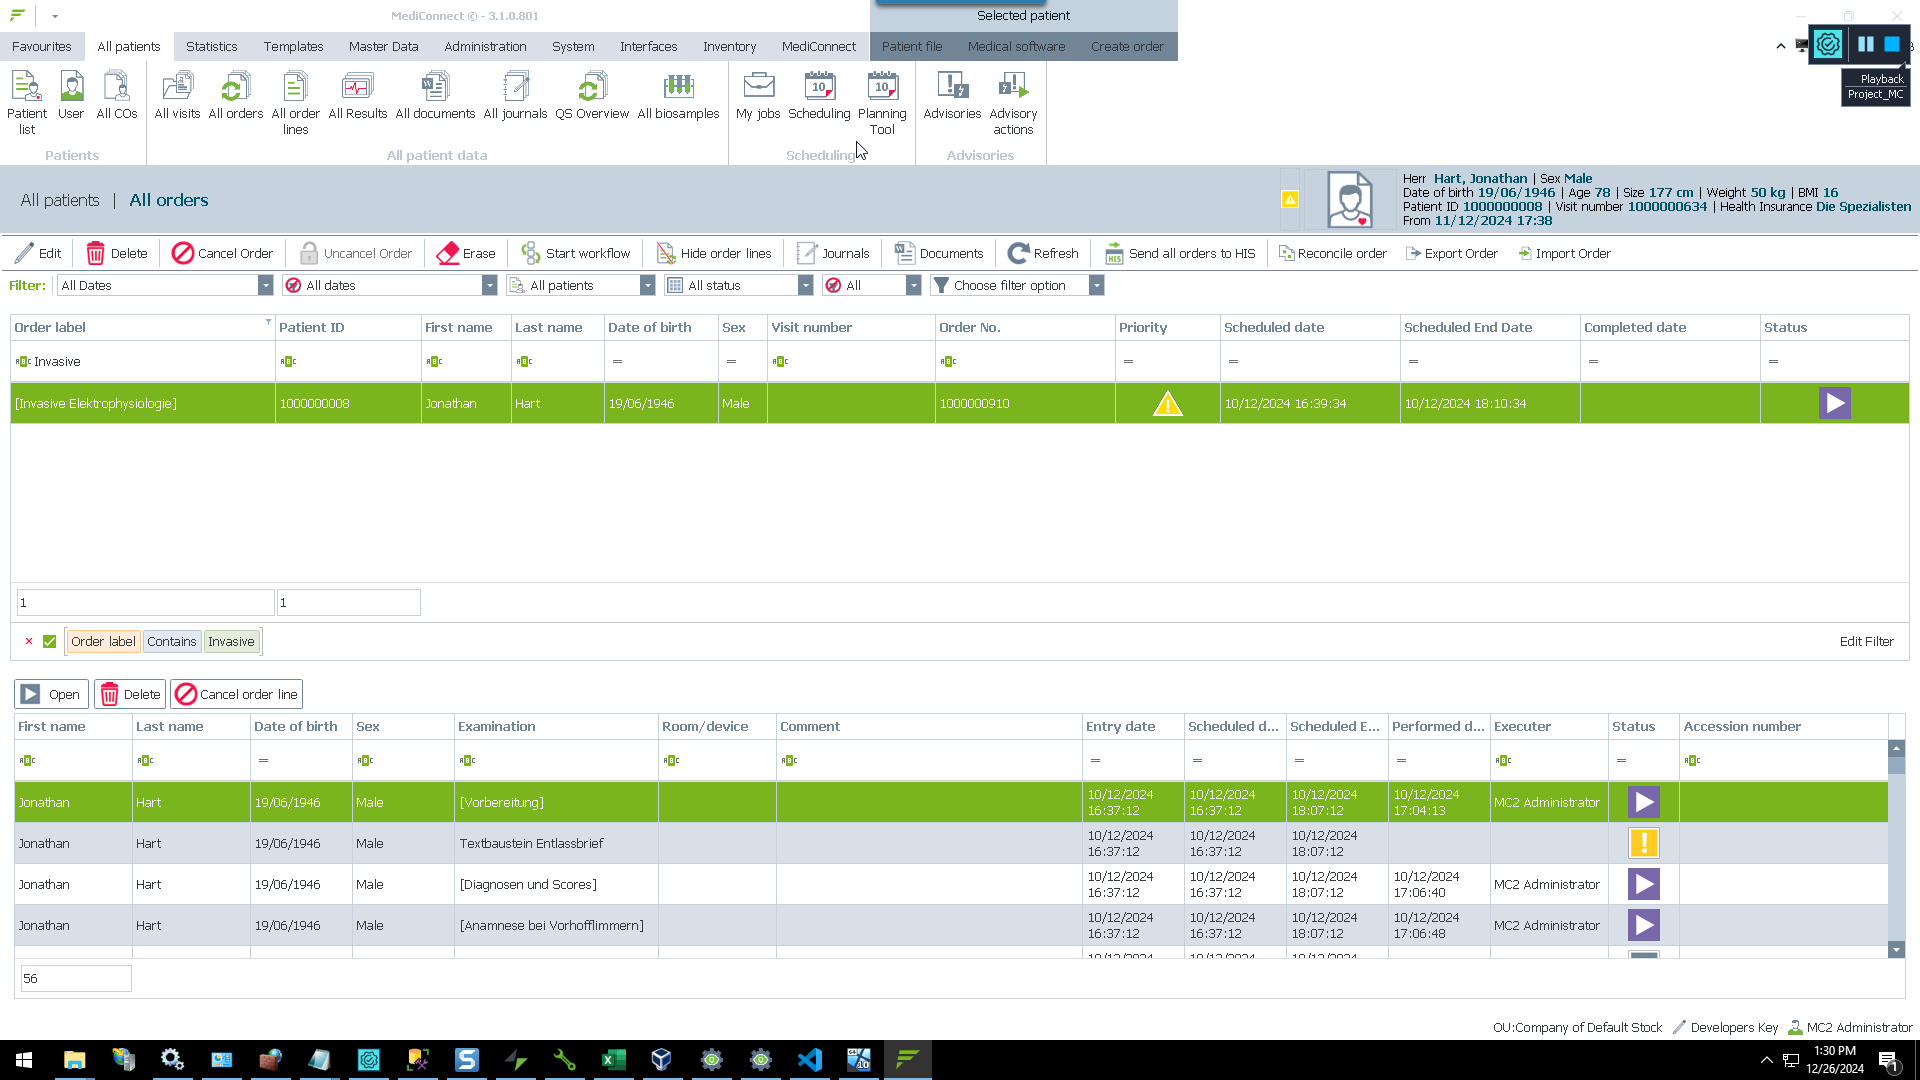 MediConnect © - 3.1.0.801
Selected patient
Favourites All patients Statistics Templates Master Data Administration System Interfaces Inventory MediConnect Patient file Medical software Create order
Patient list User All COs All visits All orders All order lines All Results All documents All journals QS Overview All biosamples My jobs Scheduling Planning Tool Advisories Advisory actions
Patients All patient data Scheduling Advisories
Playback
Project_MC
All patients | All orders
Herr Hart, Jonathan | Sex Male
Date of birth 19/06/1946 | Age 78 | Size 177 cm | Weight 50 kg | BMI 16
Patient ID 1000000008 | Visit number 1000000634 | Health Insurance Die Spezialisten
From 11/12/2024 17:38
Edit Delete Cancel Order Uncancel Order Erase Start workflow Hide order lines Journals Documents Refresh Send all orders to HIS Reconcile order Export Order Import Order
Filter: All Dates All dates All patients All status All Choose filter option
Order label Patient ID First name Last name Date of birth Sex Visit number Order No. Priority Scheduled date Scheduled End Date Completed date Status
Invasive = = = = = = =
[Invasive Elektrophysiologie] 1000000008 Jonathan Hart 19/06/1946 Male 1000000910 10/12/2024 16:39:34 10/12/2024 18:10:34
1 1
Order label Contains Invasive Edit Filter
Open Delete Cancel order line
First name Last name Date of birth Sex Examination Room/device Comment Entry date Scheduled d... Scheduled E... Performed d... Executer Status Accession number
= = = = = =
Jonathan Hart 19/06/1946 Male [Vorbereitung] 10/12/2024 16:37:12 10/12/2024 16:37:12 10/12/2024 18:07:12 10/12/2024 17:04:13 MC2 Administrator
Jonathan Hart 19/06/1946 Male Textbaustein Entlassbrief 10/12/2024 16:37:12 10/12/2024 16:37:12 10/12/2024 18:07:12
Jonathan Hart 19/06/1946 Male [Diagnosen und Scores] 10/12/2024 16:37:12 10/12/2024 16:37:12 10/12/2024 18:07:12 10/12/2024 17:06:40 MC2 Administrator
Jonathan Hart 19/06/1946 Male [Anamnese bei Vorhofflimmern] 10/12/2024 16:37:12 10/12/2024 16:37:12 10/12/2024 18:07:12 10/12/2024 17:06:48 MC2 Administrator
56
OU:Company of Default Stock Developers Key MC2 Administrator
1:30 PM
12/26/2024
1